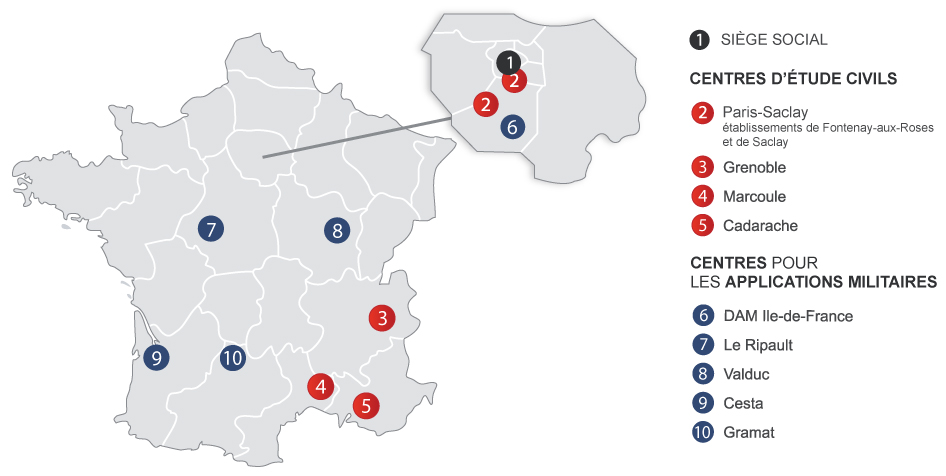 1 SIÈGE SOCIAL
CENTRES D'ÉTUDE CIVILS
2 Paris-Saclay
établissements de Fontenay-aux-Roses
et de Saclay
3 Grenoble
4 Marcoule
5 Cadarache
CENTRES POUR
LES APPLICATIONS MILITAIRES
6 DAM Ile-de-France
7 Le Ripault
8 Valduc
9 Cesta
10 Gramat
1
2
2
6
7
8
3
9
10
4
5